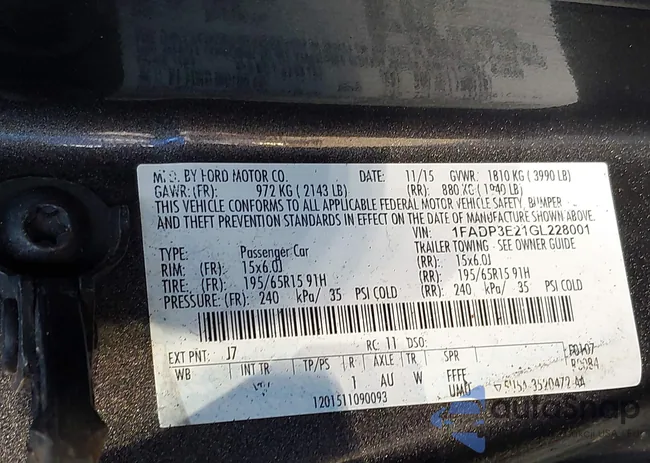 MFD. BY FORD MOTOR CO. DATE: 11/15 GVWR: 1810 KG ( 3990 LB)
GAWR: (FR) 972 KG ( 2143 LB) (RR) 880 KG ( 1940 LB)
THIS VEHICLE CONFORMS TO ALL APPLICABLE FEDERAL MOTOR VEHICLE SAFETY, BUMPER
AND THEFT PREVENTION STANDARDS IN EFFECT ON THE DATE OF MANUFACTURE SHOWN ABOVE.
VIN: 1FADP3E21GL228001
TYPE: Passenger Car TRAILER TOWING - SEE OWNER GUIDE
RIM: (FR) 15x6.0J (RR): 15x6.0J
TIRE: (FR) 195/65R15 91H (RR): 195/65R15 91H
PRESSURE: (FR) 240 kPa/ 35 PSI COLD (RR): 240 kPa/ 35 PSI COLD
RC: 11 DSO:
EXT PNT: J7
WB INT TR TP/PS R AXLE TR SPR
1 AU W FFFF
UMD
1201511090093
autosnap